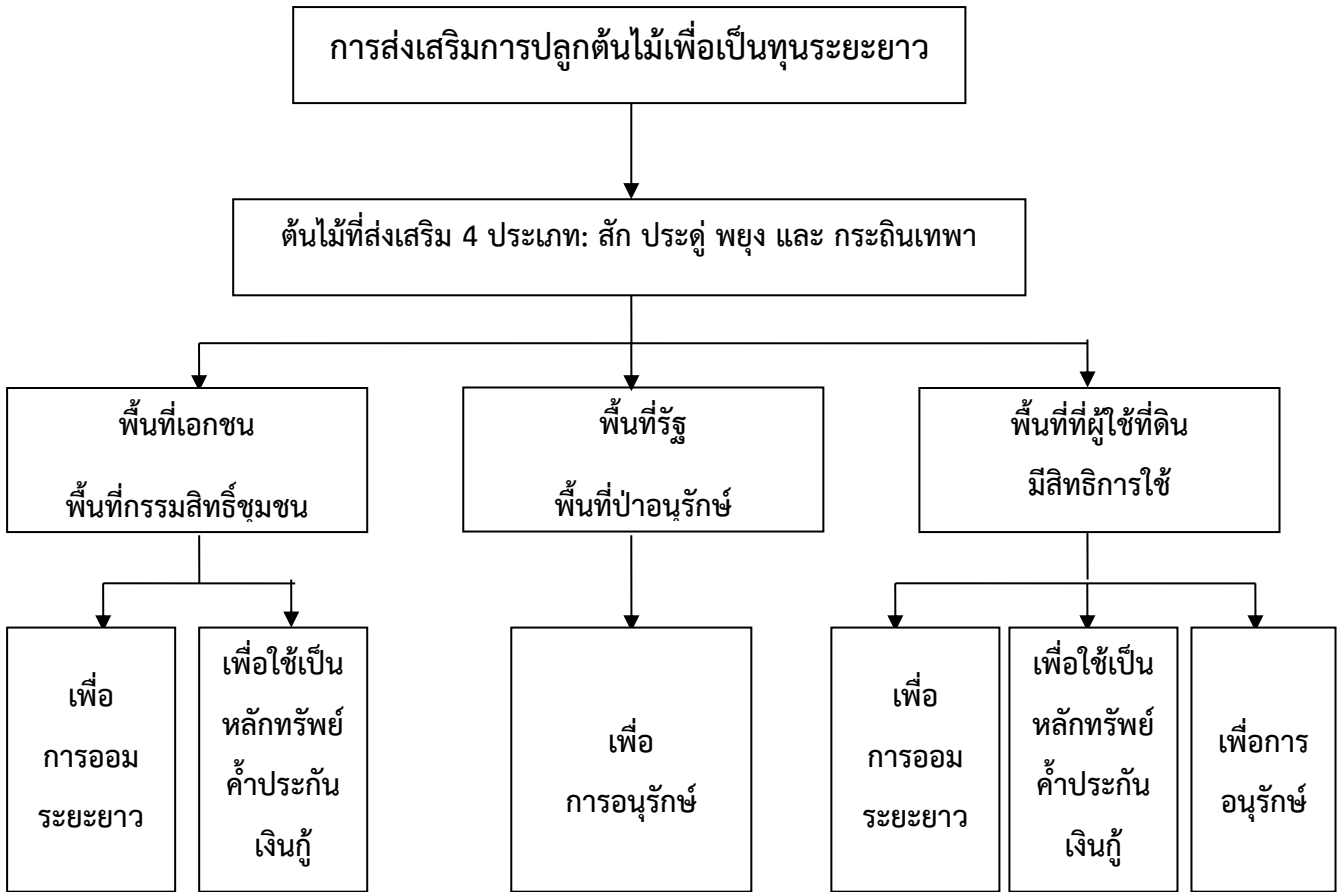 การส่งเสริมการปลูกต้นไม้เพื่อเป็นทุนระยะยาว
ต้นไม้ที่ส่งเสริม 4 ประเภท: สัก ประดู่ พยุง และ กระถินเทพา
พื้นที่เอกชน
พื้นที่กรรมสิทธิ์ชุมชน
พื้นที่รัฐ
พื้นที่ป่าอนุรักษ์
พื้นที่ที่ผู้ใช้ที่ดิน
มีสิทธิการใช้
เพื่อ
การออม
ระยะยาว
เพื่อใช้เป็น
หลักทรัพย์
ค้ำประกัน
เงินกู้
เพื่อ
การอนุรักษ์
เพื่อ
การออม
ระยะยาว
เพื่อใช้เป็น
หลักทรัพย์
ค้ำประกัน
เงินกู้
เพื่อการ
อนุรักษ์